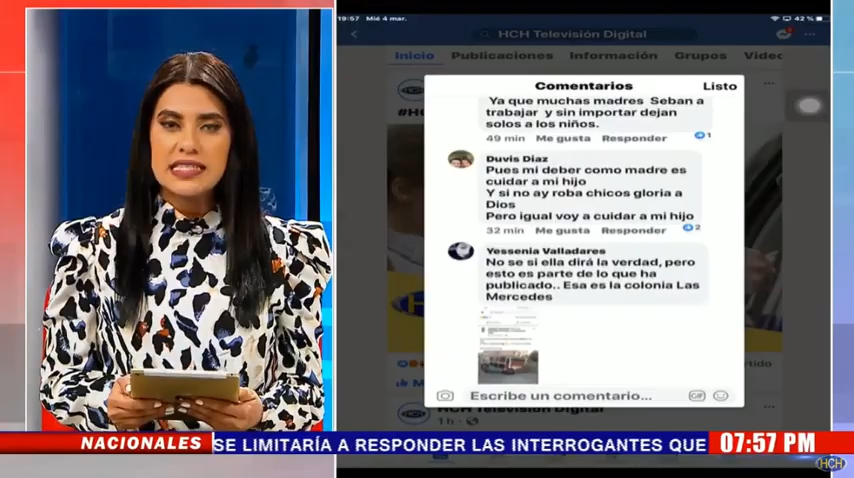 19:57 Mié 4 mar.
42 %
HCH Televisión Digital
Inicio Publicaciones Información Grupos Video
Comentarios Listo
Ya que muchas madres Seban a
trabajar y sin importar dejan
solos a los niños.
49 min Me gusta Responder 1
Duvis Diaz
Pues mi deber como madre es
cuidar a mi hijo
Y si no ay roba chicos gloria a
Dios
Pero igual voy a cuidar a mi hijo
32 min Me gusta Responder 2
Yessenia Valladares
No se si ella dirá la verdad, pero
esto es parte de lo que ha
publicado.. Esa es la colonia Las
Mercedes
Escribe un comentario...
GIF
HCH Televisión Digital
1 h
NACIONALES
SE LIMITARÍA A RESPONDER LAS INTERROGANTES QUE
07:57 PM
HCH